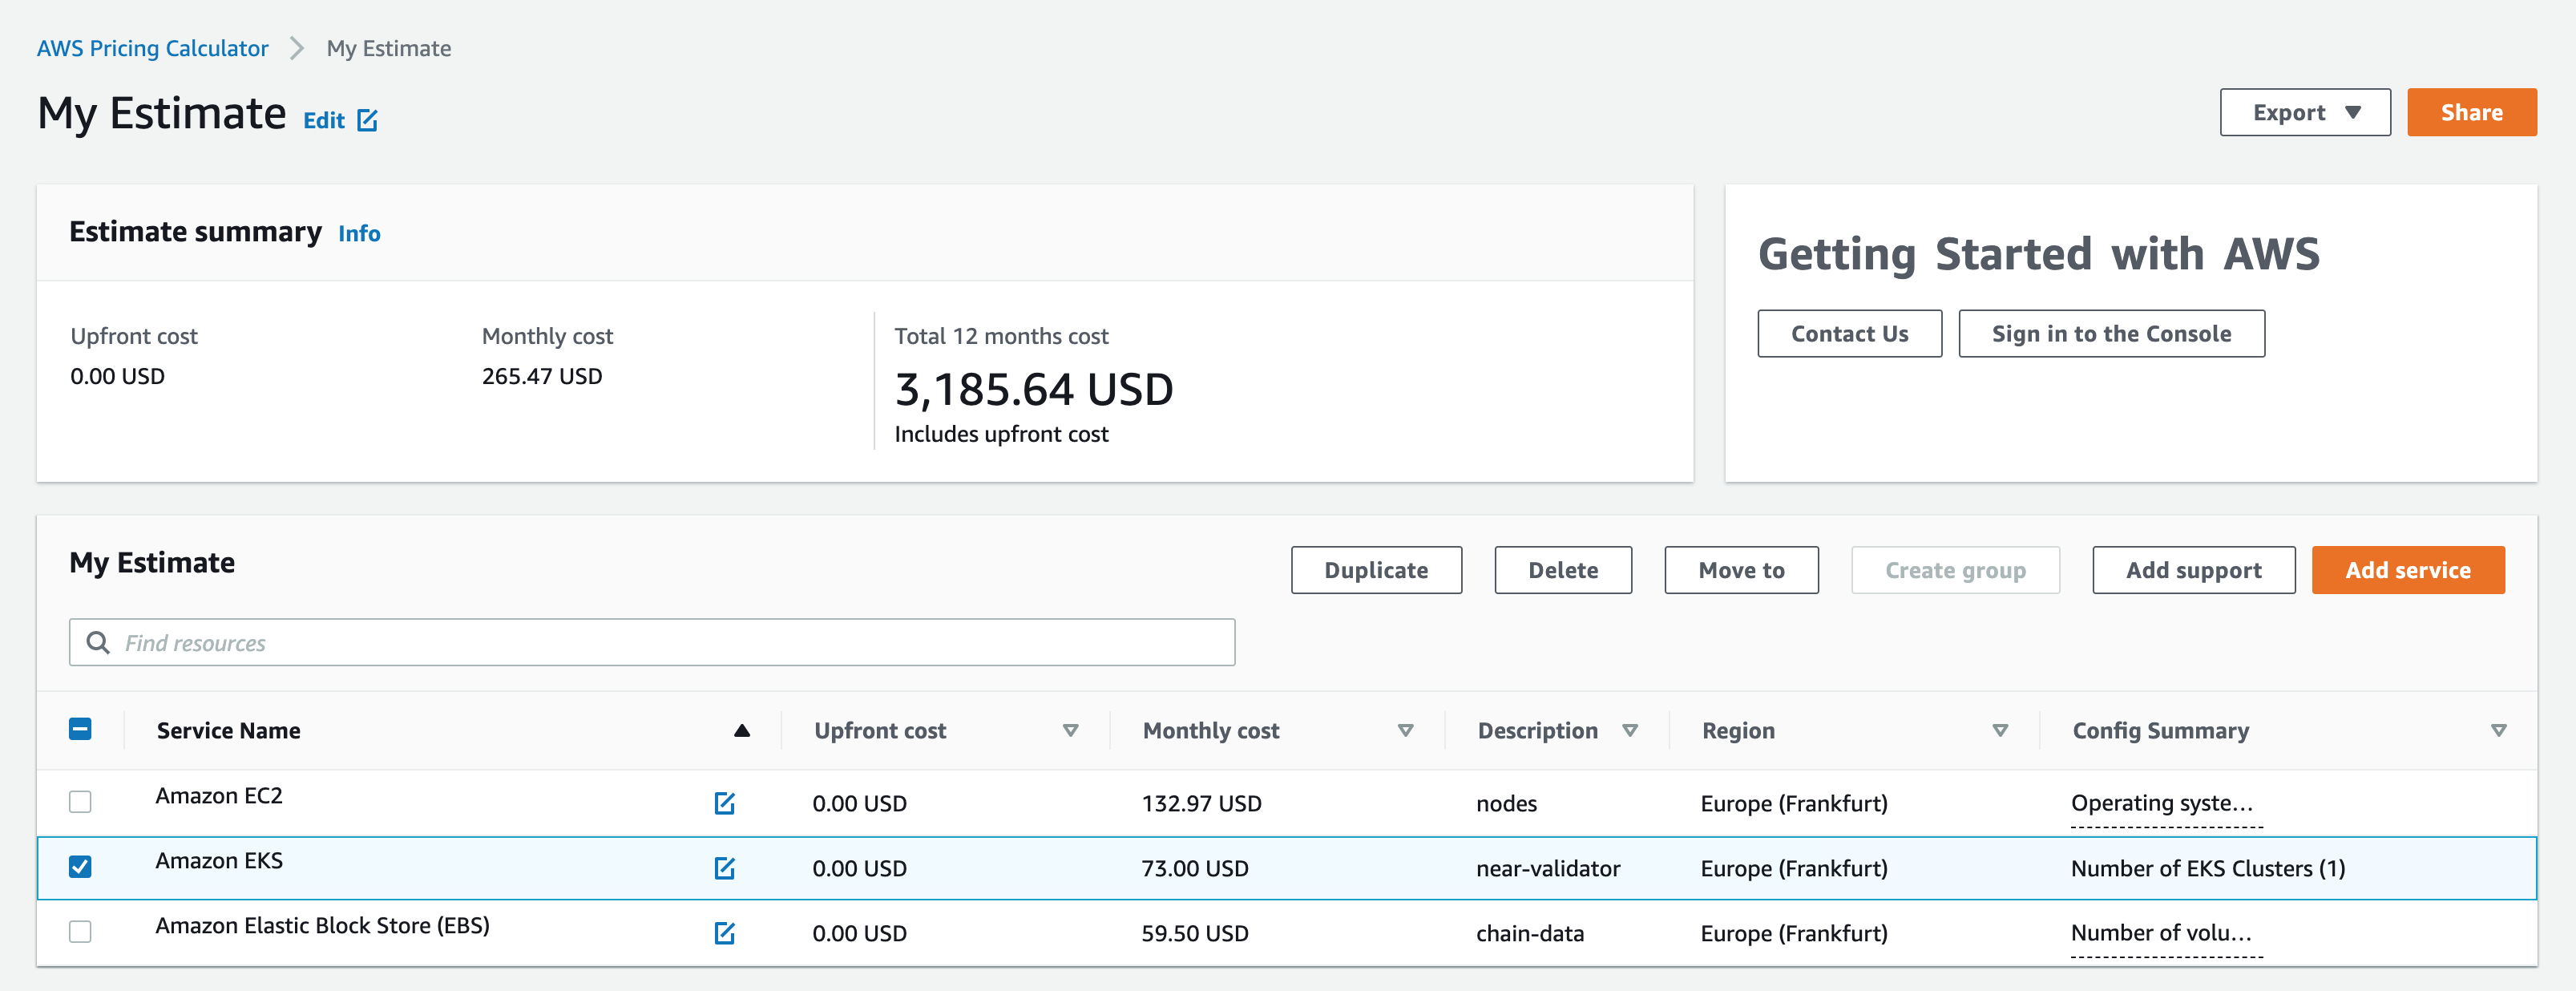 AWS Pricing Calculator My Estimate
My Estimate Edit
Export Share
Estimate summary Info
Upfront cost
0.00 USD
Monthly cost
265.47 USD
Total 12 months cost
3,185.64 USD
Includes upfront cost
Getting Started with AWS
Contact Us Sign in to the Console
My Estimate
Duplicate Delete Move to Create group Add support Add service
Find resources
Service Name Upfront cost Monthly cost Description Region Config Summary
Amazon EC2 0.00 USD 132.97 USD nodes Europe (Frankfurt) Operating syste…
Amazon EKS 0.00 USD 73.00 USD near-validator Europe (Frankfurt) Number of EKS Clusters (1)
Amazon Elastic Block Store (EBS) 0.00 USD 59.50 USD chain-data Europe (Frankfurt) Number of volu…